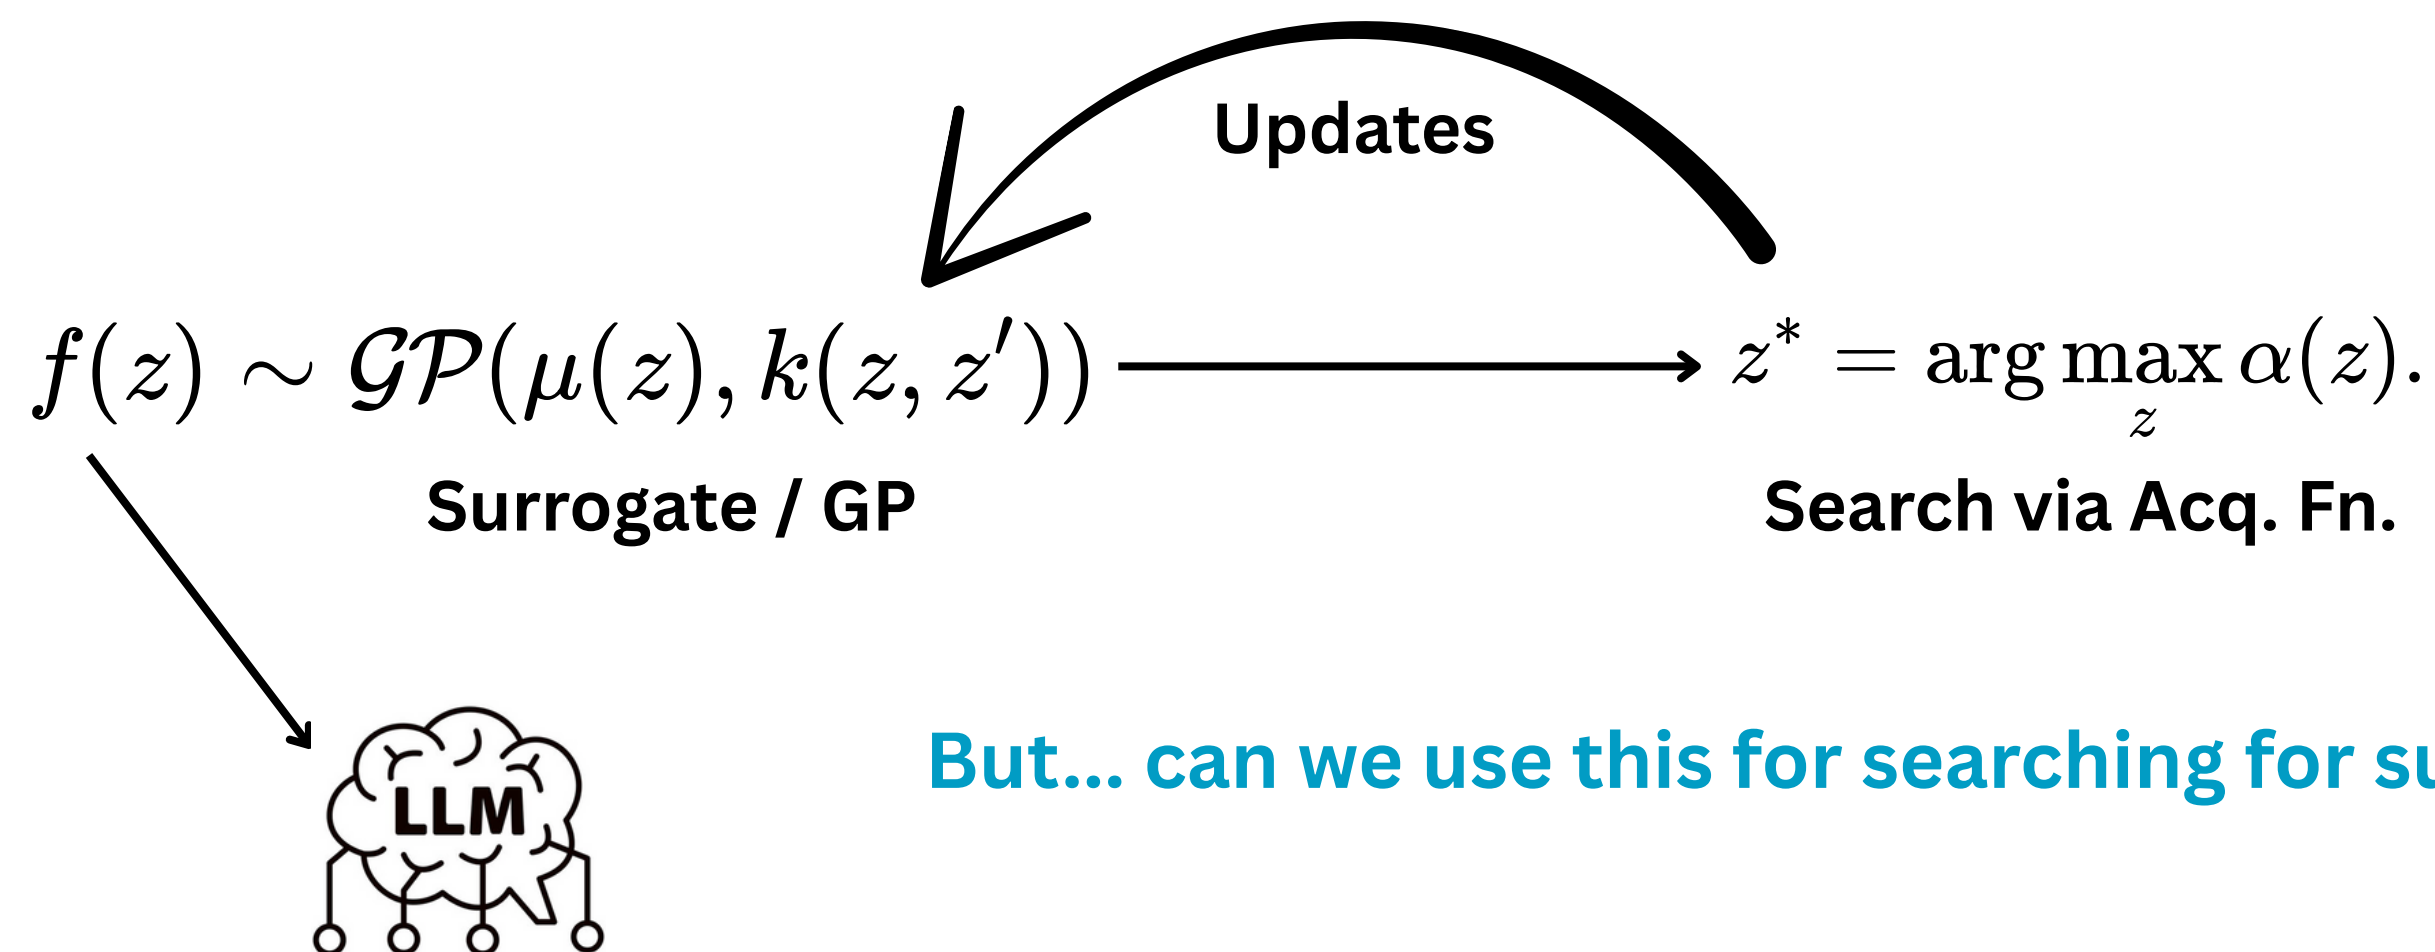 Updates
f(z) ∼ 𝒢𝒫(μ(z), k(z, z′))
z* = arg max_z α(z).
Surrogate / GP
Search via Acq. Fn.
But... can we use this for searching for
LLM